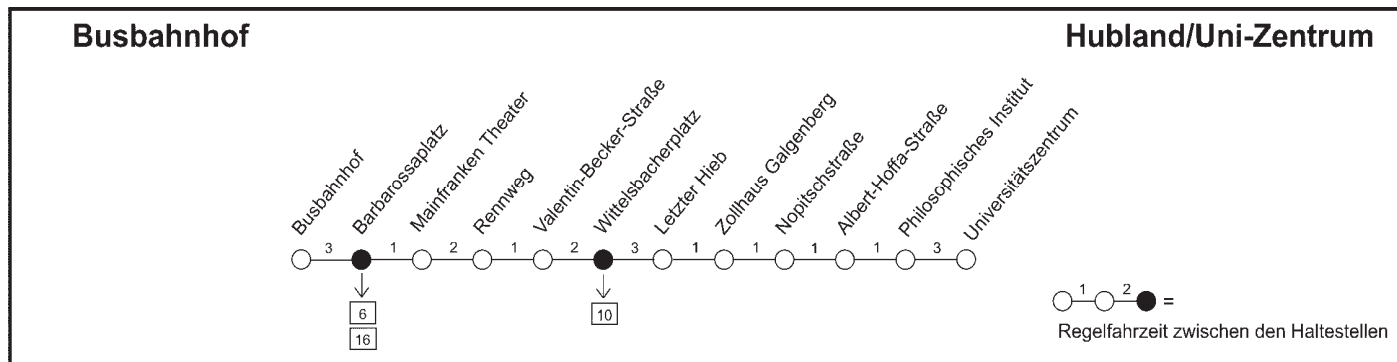 Busbahnhof
Hubland/Uni-Zentrum
Busbahnhof
Barbarossaplatz
Mainfranken Theater
Rennweg
Valentin-Becker-Straße
Wittelsbacherplatz
Letzter Hieb
Zollhaus Galgenberg
Nopitschstraße
Albert-Hoffa-Straße
Philosophisches Institut
Universitätszentrum
3 1 2 1 2 3 1 1 1 1 3
6
16
10
1 2
=
Regelfahrzeit zwischen den Haltestellen